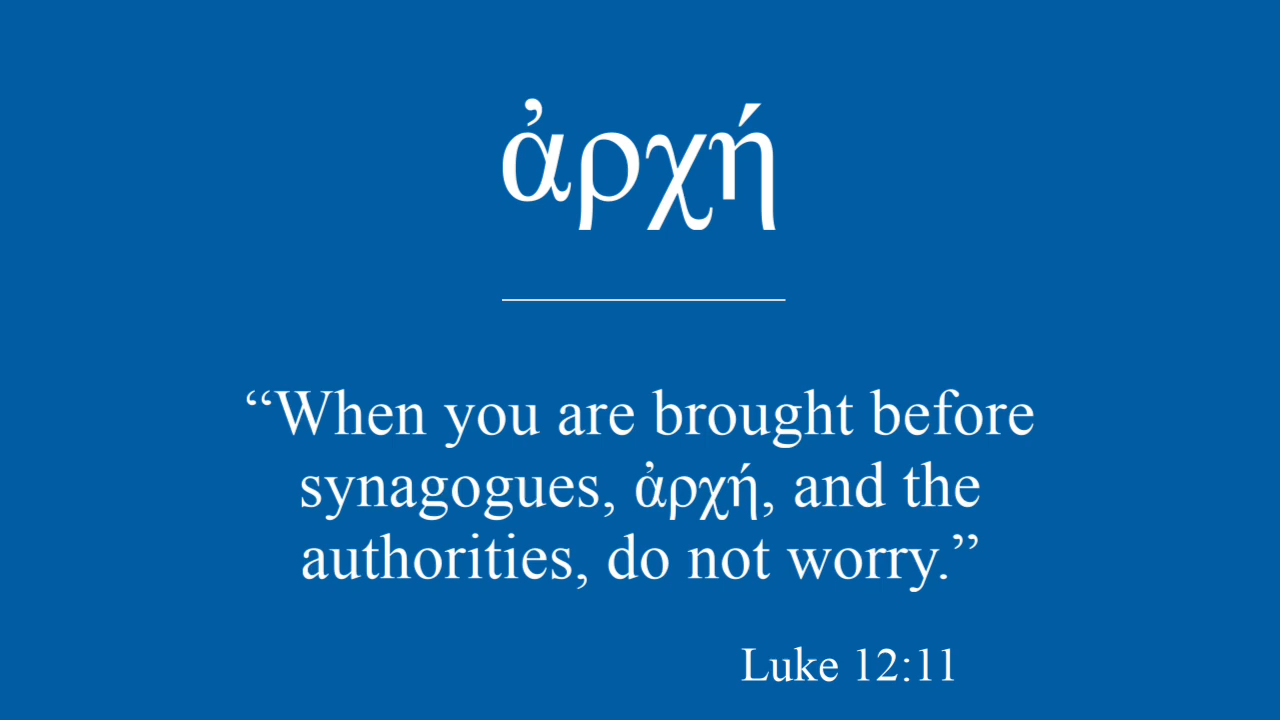 ἀρχή
“When you are brought before
synagogues, ἀρχή, and the
authorities, do not worry.”
Luke 12:11